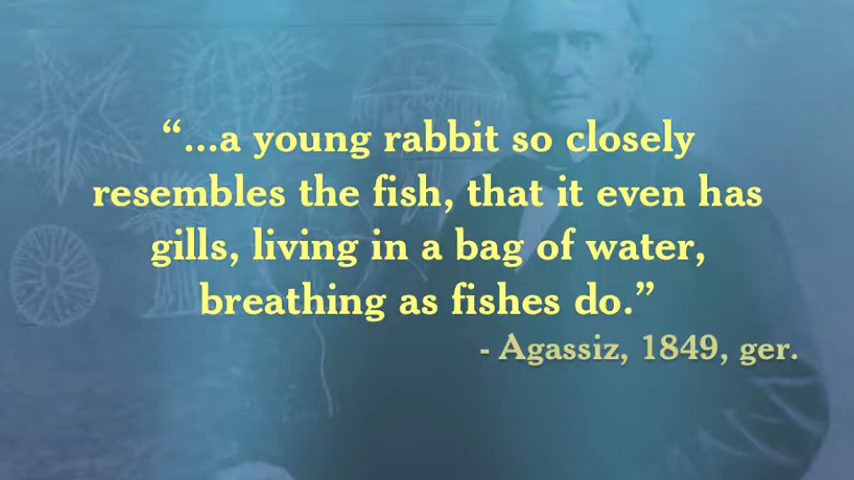 “...a young rabbit so closely
resembles the fish, that it even has
gills, living in a bag of water,
breathing as fishes do.”
- Agassiz, 1849, ger.